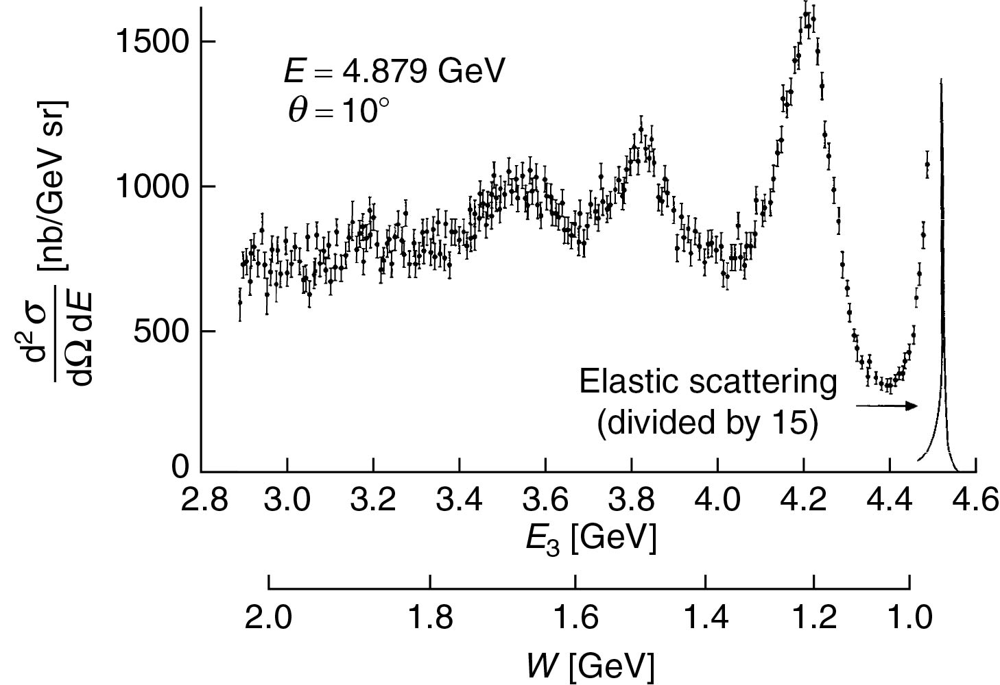 1500
1000
500
0
d² σ
dΩ dE
[nb/GeV sr]
E = 4.879 GeV
θ = 10°
Elastic scattering
(divided by 15)
2.8 3.0 3.2 3.4 3.6 3.8 4.0 4.2 4.4 4.6
E₃ [GeV]
2.0 1.8 1.6 1.4 1.2 1.0
W [GeV]